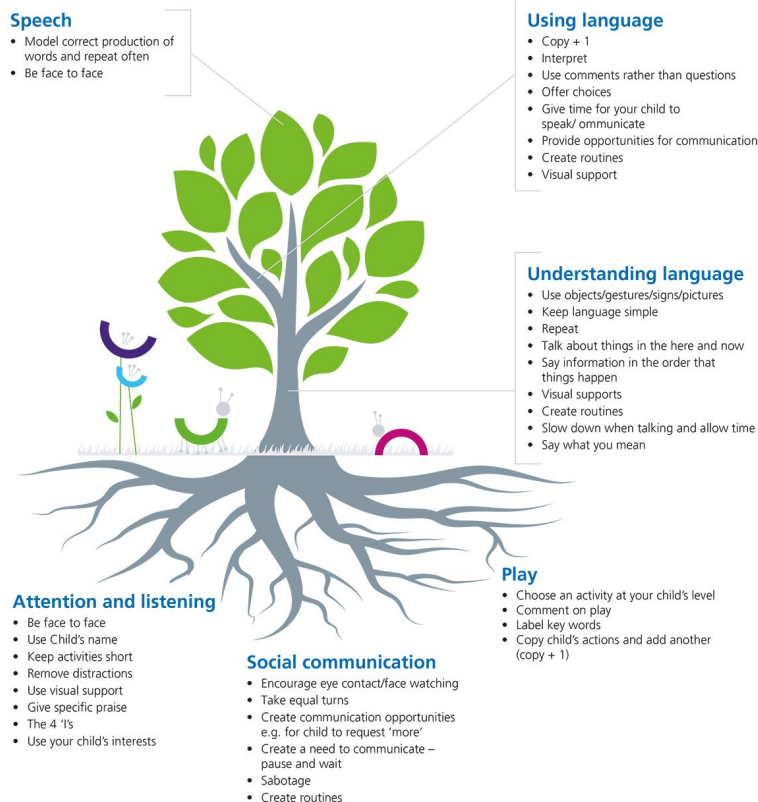 Speech
• Model correct production of
words and repeat often
• Be face to face
Using language
• Copy + 1
• Interpret
• Use comments rather than questions
• Offer choices
• Give time for your child to
speak/ ommunicate
• Provide opportunities for communication
• Create routines
• Visual support
Understanding language
• Use objects/gestures/signs/pictures
• Keep language simple
• Repeat
• Talk about things in the here and now
• Say information in the order that
things happen
• Visual supports
• Create routines
• Slow down when talking and allow time
• Say what you mean
Play
• Choose an activity at your child's level
• Comment on play
• Label key words
• Copy child's actions and add another
(copy + 1)
Attention and listening
• Be face to face
• Use Child's name
• Keep activities short
• Remove distractions
• Use visual support
• Give specific praise
• The 4 'I's
• Use your child's interests
Social communication
• Encourage eye contact/face watching
• Take equal turns
• Create communication opportunities
e.g. for child to request 'more'
• Create a need to communicate –
pause and wait
• Sabotage
• Create routines